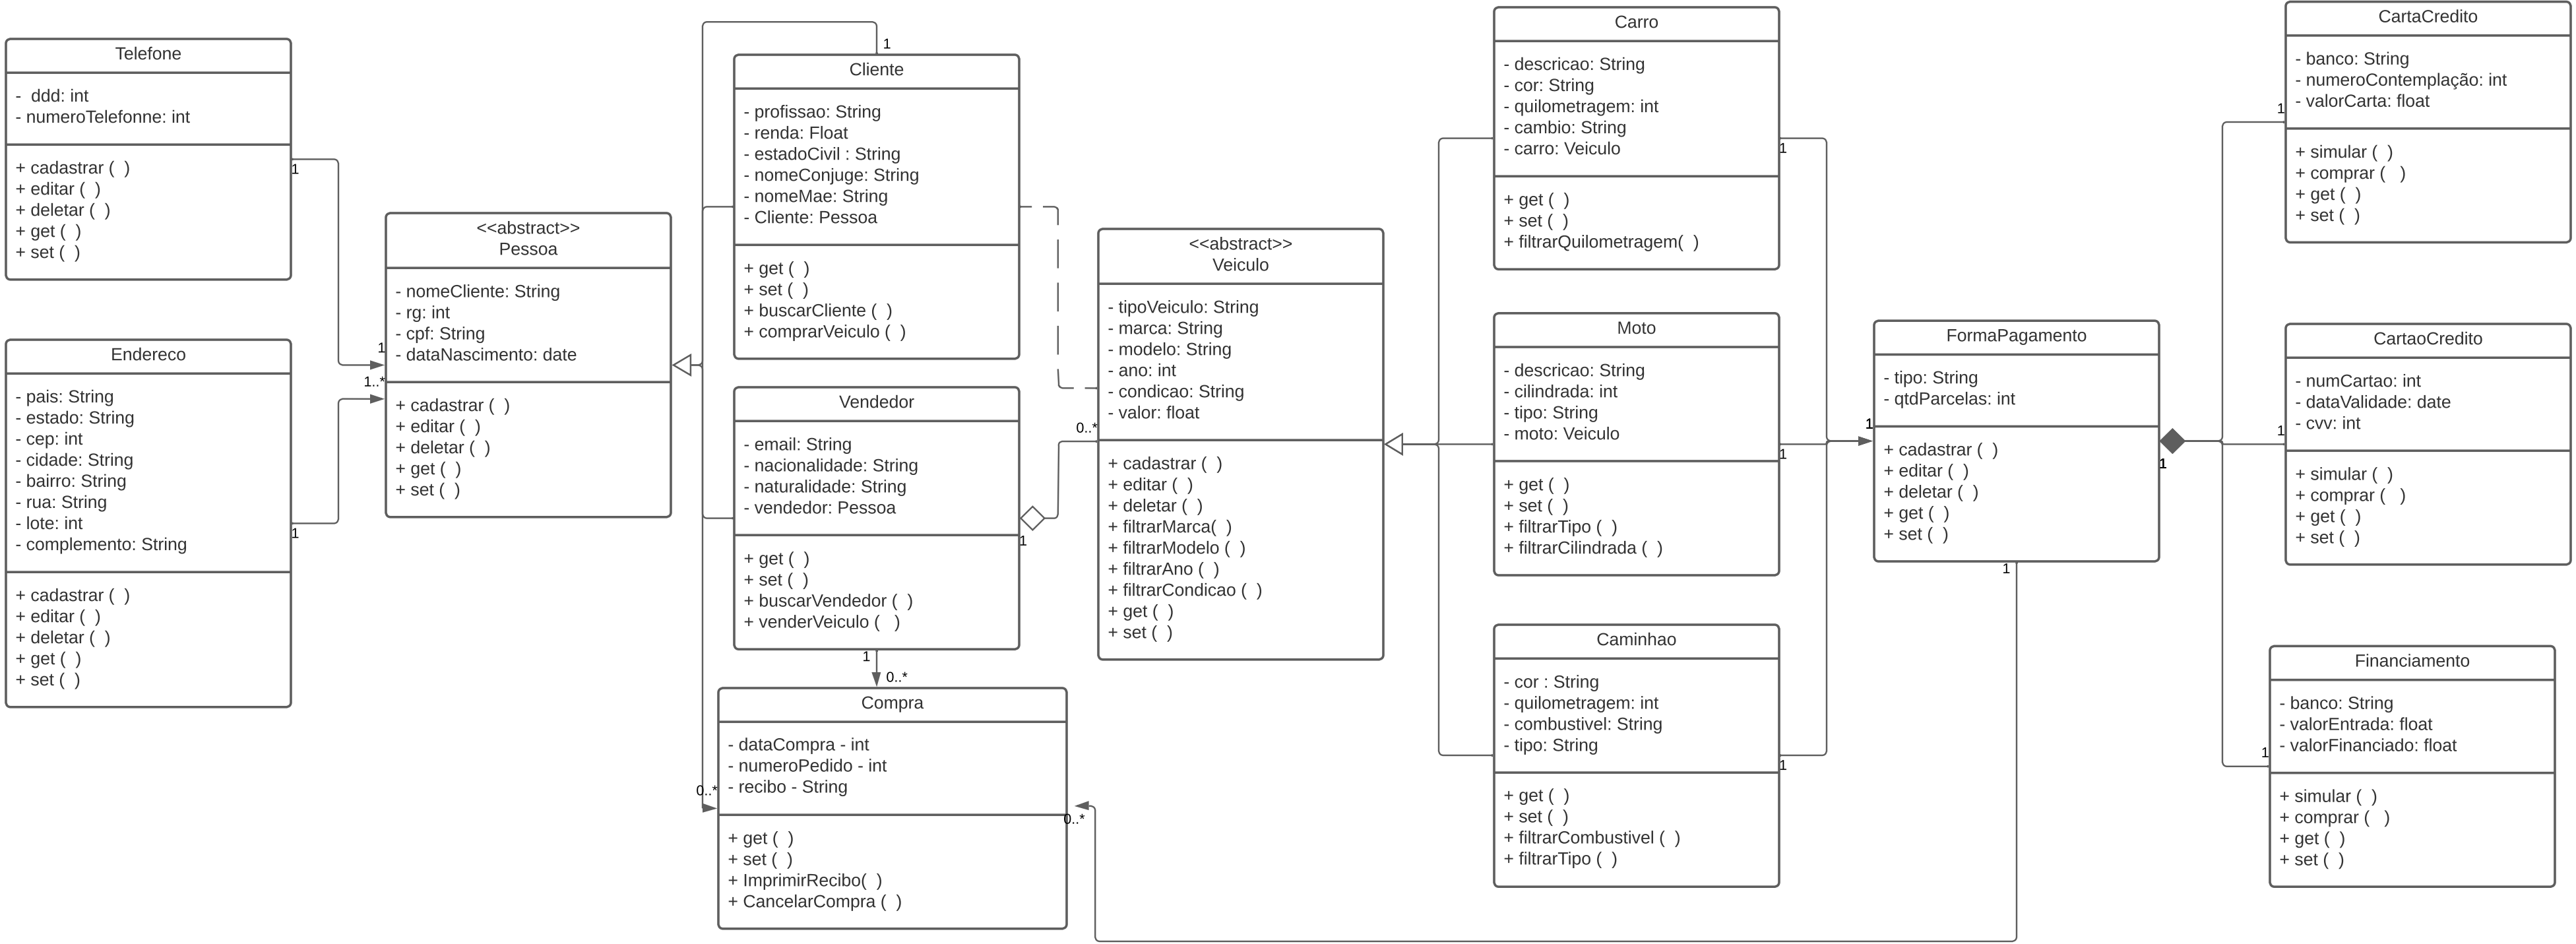 Telefone
-  ddd: int
- numeroTelefonne: int
+ cadastrar (  )
+ editar (  )
+ deletar (  )
+ get (  )
+ set (  )
1
1
Endereco
- pais: String
- estado: String
- cep: int
- cidade: String
- bairro: String
- rua: String
- lote: int
- complemento: String
+ cadastrar (  )
+ editar (  )
+ deletar (  )
+ get (  )
+ set (  )
1
1..*
<<abstract>>
Pessoa
- nomeCliente: String
- rg: int
- cpf: String
- dataNascimento: date
+ cadastrar (  )
+ editar (  )
+ deletar (  )
+ get (  )
+ set (  )
1
Cliente
- profissao: String
- renda: Float
- estadoCivil : String
- nomeConjuge: String
- nomeMae: String
- Cliente: Pessoa
+ get (  )
+ set (  )
+ buscarCliente (  )
+ comprarVeiculo (  )
Vendedor
- email: String
- nacionalidade: String
- naturalidade: String
- vendedor: Pessoa
+ get (  )
+ set (  )
+ buscarVendedor (  )
+ venderVeiculo (   )
1
0..*
1
0..*
Compra
- dataCompra - int
- numeroPedido - int
- recibo - String
+ get (  )
+ set (  )
+ ImprimirRecibo(  )
+ CancelarCompra (  )
0..*
0..*
<<abstract>>
Veiculo
- tipoVeiculo: String
- marca: String
- modelo: String
- ano: int
- condicao: String
- valor: float
+ cadastrar (  )
+ editar (  )
+ deletar (  )
+ filtrarMarca(  )
+ filtrarModelo (  )
+ filtrarAno (  )
+ filtrarCondicao (  )
+ get (  )
+ set (  )
Carro
- descricao: String
- cor: String
- quilometragem: int
- cambio: String
- carro: Veiculo
+ get (  )
+ set (  )
+ filtrarQuilometragem(  )
1
Moto
- descricao: String
- cilindrada: int
- tipo: String
- moto: Veiculo
+ get (  )
+ set (  )
+ filtrarTipo (  )
+ filtrarCilindrada (  )
1
Caminhao
- cor : String
- quilometragem: int
- combustivel: String
- tipo: String
+ get (  )
+ set (  )
+ filtrarCombustivel (  )
+ filtrarTipo (  )
1
1
FormaPagamento
- tipo: String
- qtdParcelas: int
+ cadastrar (  )
+ editar (  )
+ deletar (  )
+ get (  )
+ set (  )
1
1
CartaCredito
- banco: String
- numeroContemplação: int
- valorCarta: float
+ simular (  )
+ comprar (   )
+ get (  )
+ set (  )
1
CartaoCredito
- numCartao: int
- dataValidade: date
- cvv: int
+ simular (  )
+ comprar (   )
+ get (  )
+ set (  )
1
Financiamento
- banco: String
- valorEntrada: float
- valorFinanciado: float
+ simular (  )
+ comprar (   )
+ get (  )
+ set (  )
1